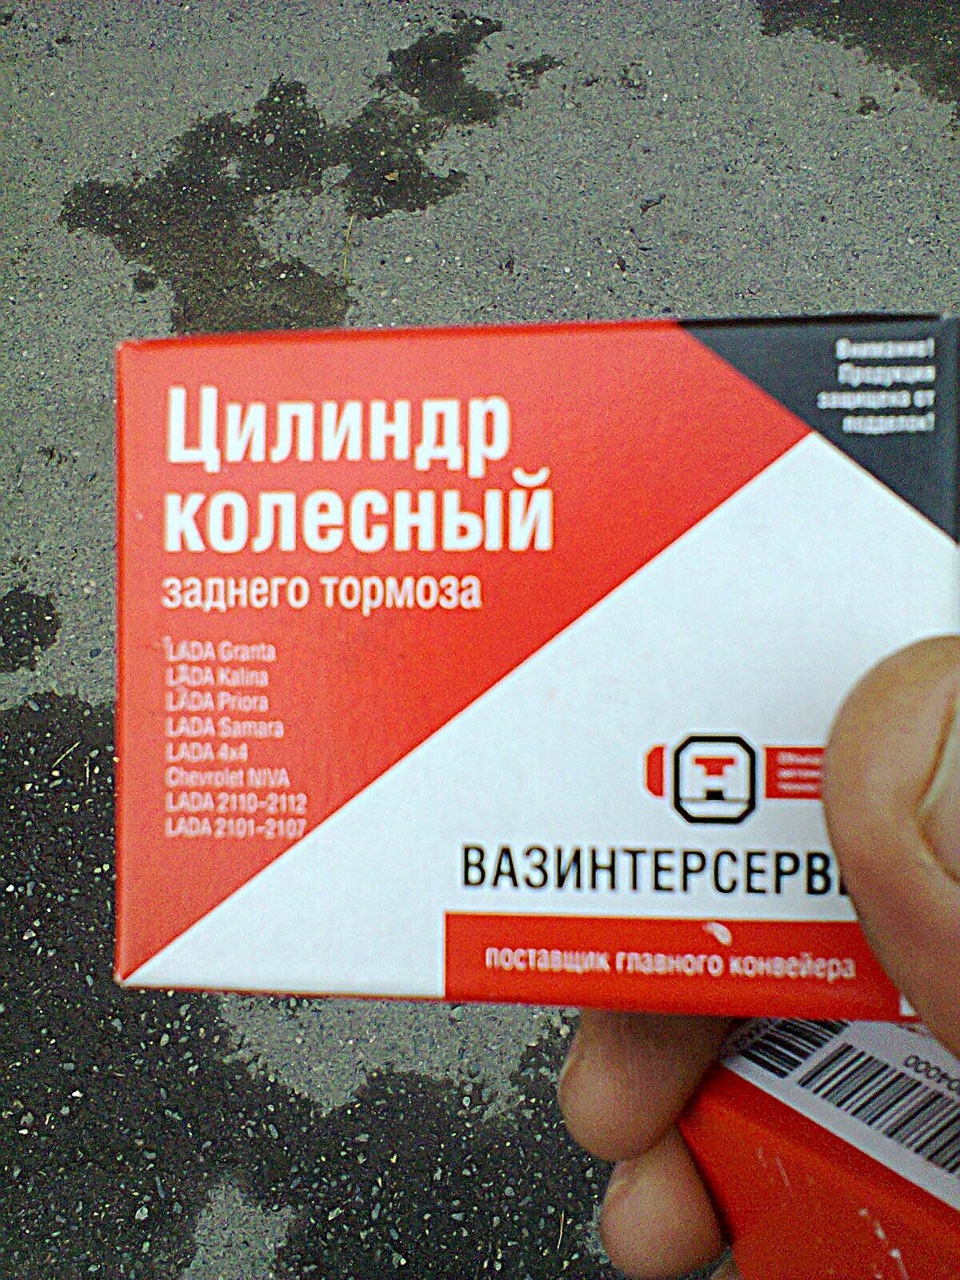 Внимание!
Продукция
защищена от
подделок!
Цилиндр
колесный
заднего тормоза
LADA Granta
LADA Kalina
LADA Priora
LADA Samara
LADA 4x4
Chevrolet NIVA
LADA 2110-2112
LADA 2101-2107
ВАЗИНТЕРСЕРВ
поставщик главного конвейера